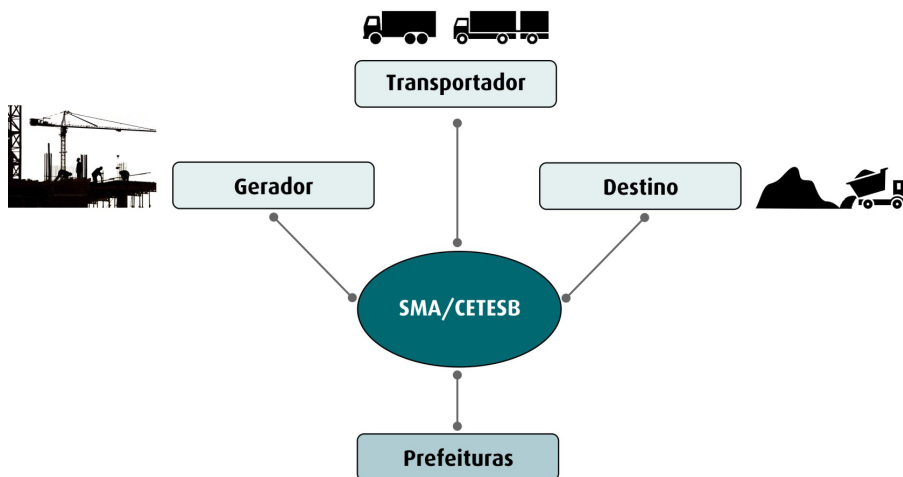 Transportador
Gerador
Destino
SMA/CETESB
Prefeituras